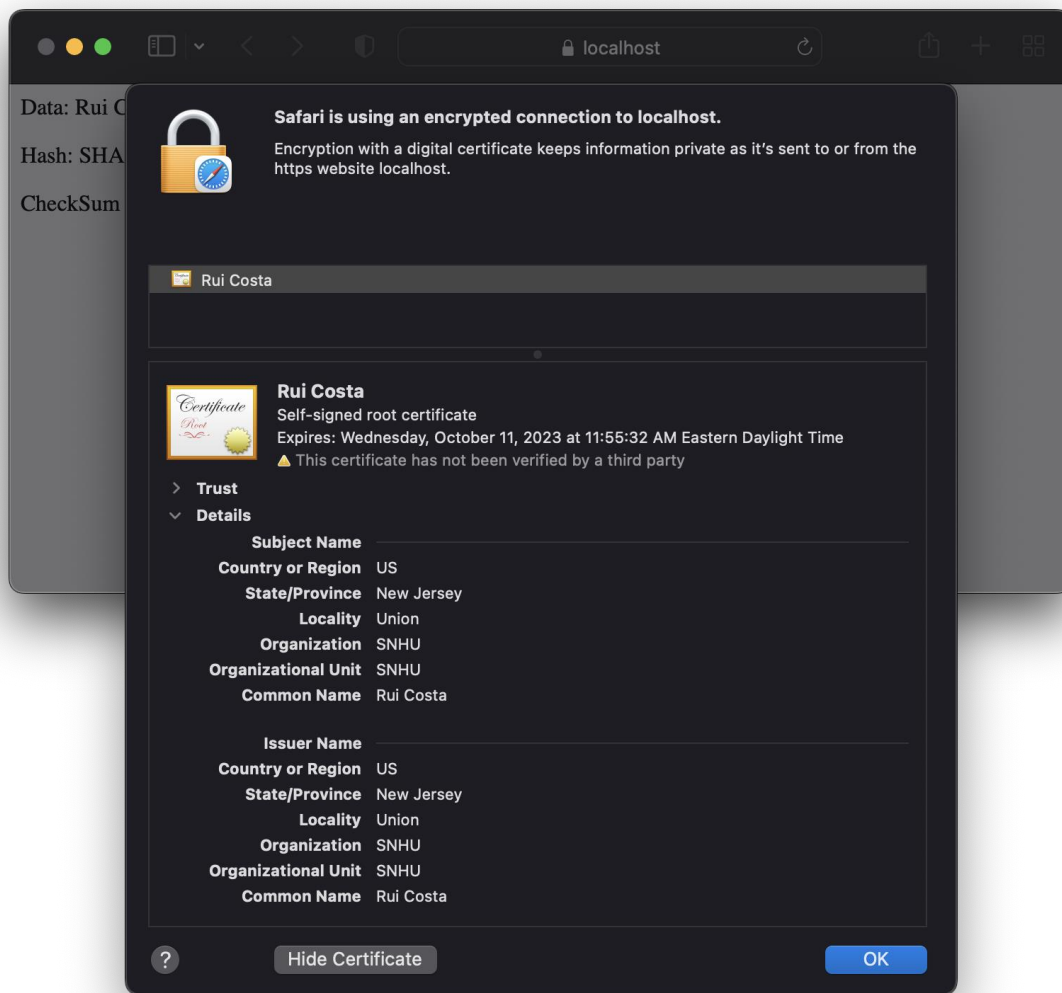 localhost
Data: Rui C
Hash: SHA
CheckSum
Safari is using an encrypted connection to localhost.
Encryption with a digital certificate keeps information private as it's sent to or from the
https website localhost.
Rui Costa
Certificate
Root
Rui Costa
Self-signed root certificate
Expires: Wednesday, October 11, 2023 at 11:55:32 AM Eastern Daylight Time
This certificate has not been verified by a third party
Trust
Details
Subject Name
Country or Region US
State/Province New Jersey
Locality Union
Organization SNHU
Organizational Unit SNHU
Common Name Rui Costa
Issuer Name
Country or Region US
State/Province New Jersey
Locality Union
Organization SNHU
Organizational Unit SNHU
Common Name Rui Costa
?
Hide Certificate
OK